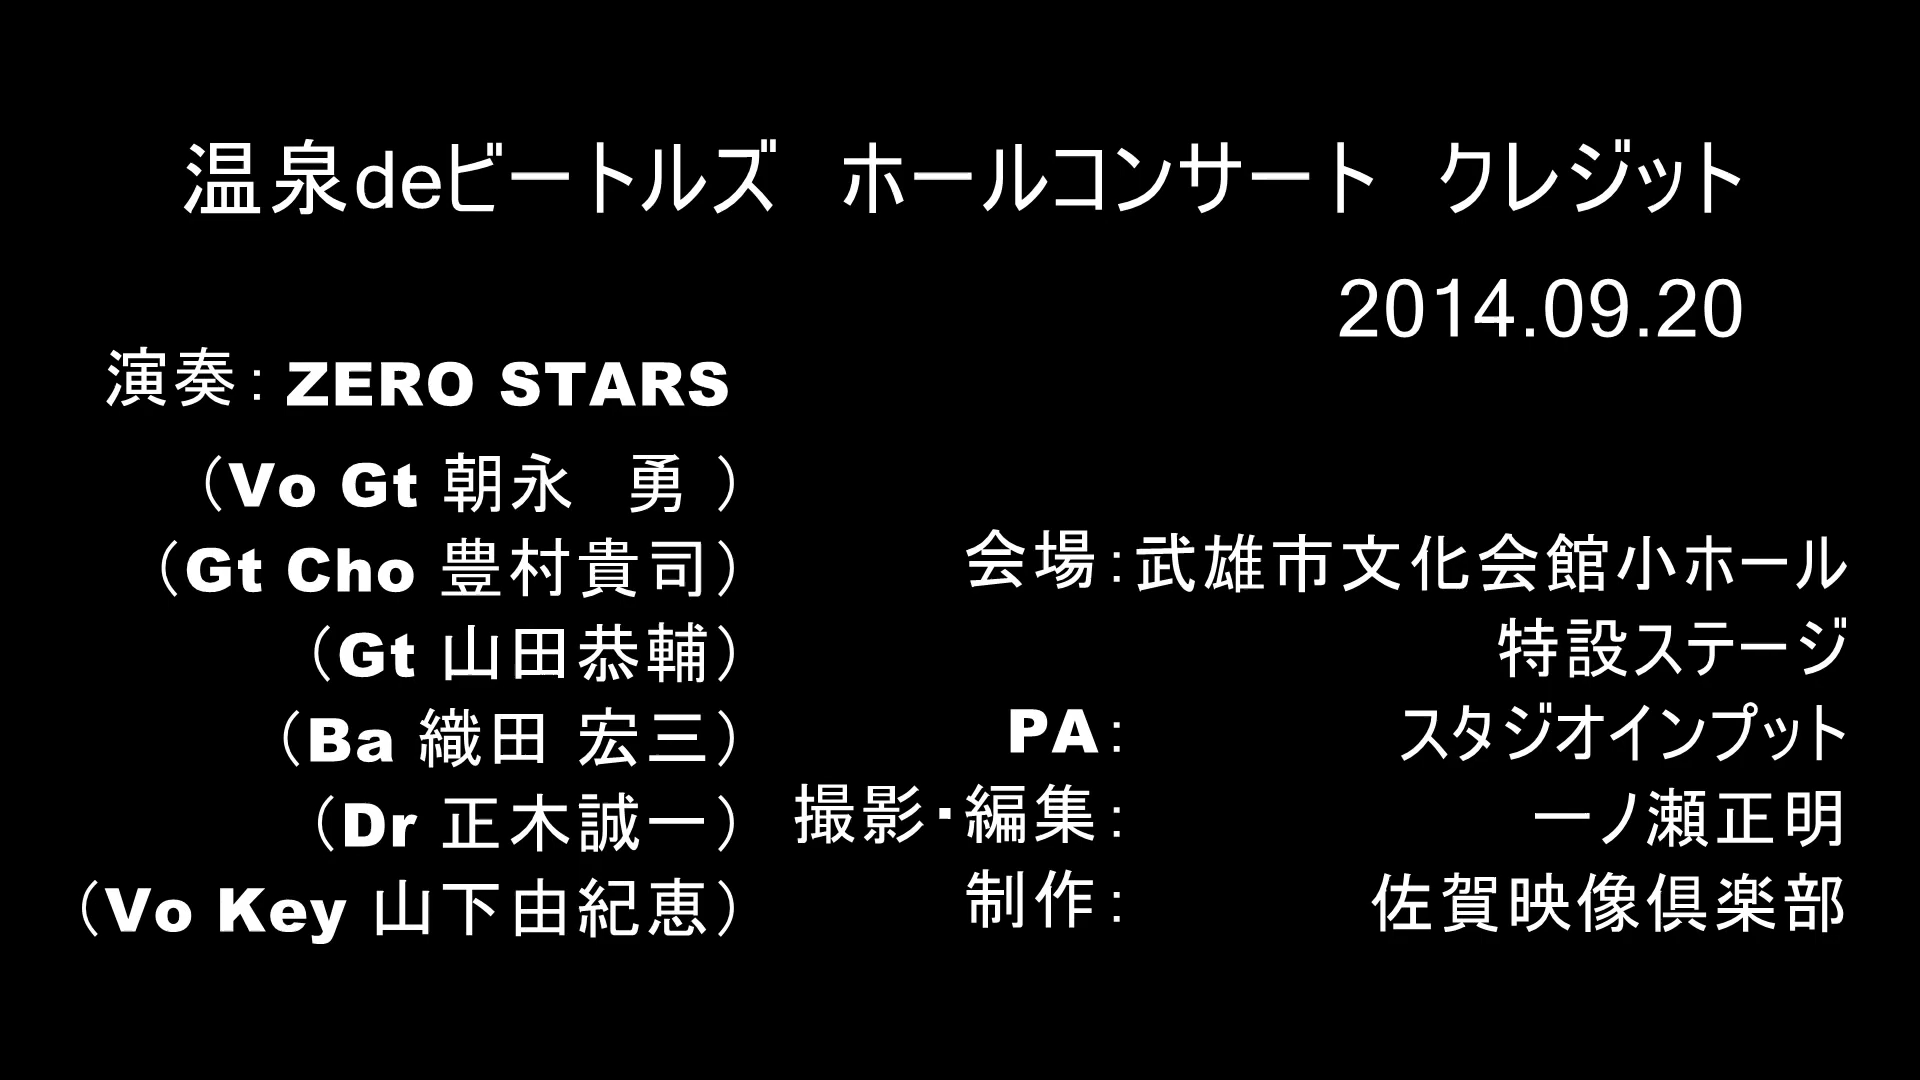 温泉deビートルズ　ホールコンサート　クレジット
2014.09.20
演奏：ZERO STARS
（Vo Gt 朝永　勇 ）
（Gt Cho 豊村貴司）
（Gt 山田恭輔）
（Ba 織田 宏三）
（Dr 正木誠一）
（Vo Key 山下由紀恵）
会場：武雄市文化会館小ホール
特設ステージ
PA：スタジオインプット
撮影・編集：一ノ瀬正明
制作：佐賀映像倶楽部